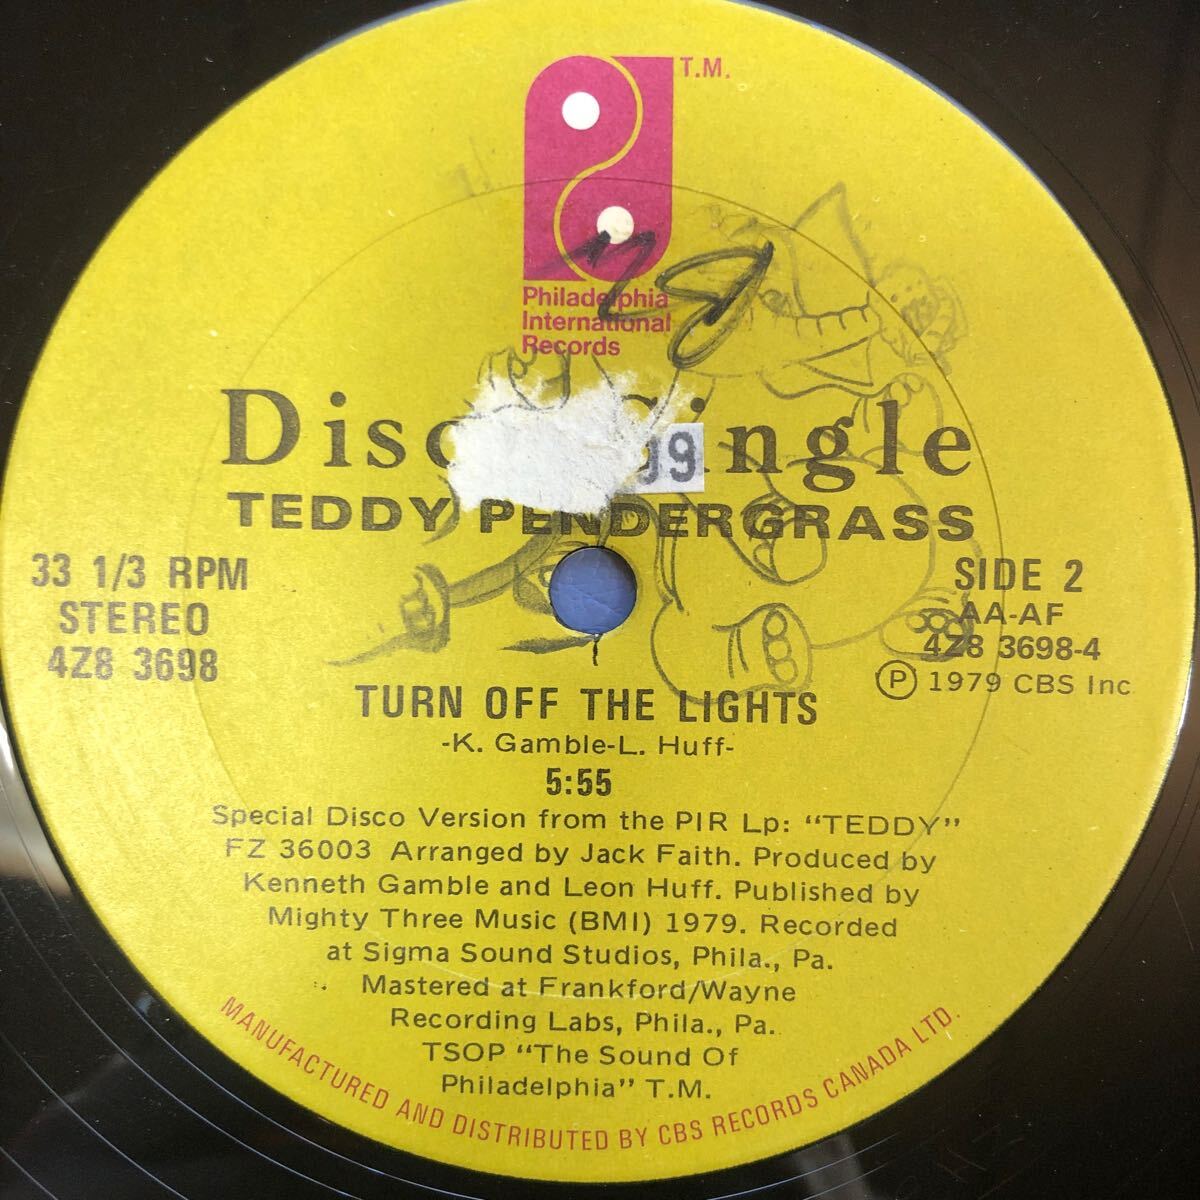 T.M.
Philadelphia
International
Records
Disco Single
99
TEDDY PENDERGRASS
33 1/3 RPM
STEREO
4Z8 3698
SIDE 2
AA-AF
4Z8 3698-4
Ⓟ 1979 CBS Inc
TURN OFF THE LIGHTS
-K. Gamble-L. Huff-
5:55
Special Disco Version from the PIR Lp: "TEDDY"
FZ 36003 Arranged by Jack Faith. Produced by
Kenneth Gamble and Leon Huff. Published by
Mighty Three Music (BMI) 1979. Recorded
at Sigma Sound Studios, Phila., Pa.
Mastered at Frankford/Wayne
Recording Labs, Phila., Pa.
TSOP "The Sound Of
Philadelphia" T.M.
MANUFACTURED AND DISTRIBUTED BY CBS RECORDS CANADA LTD.